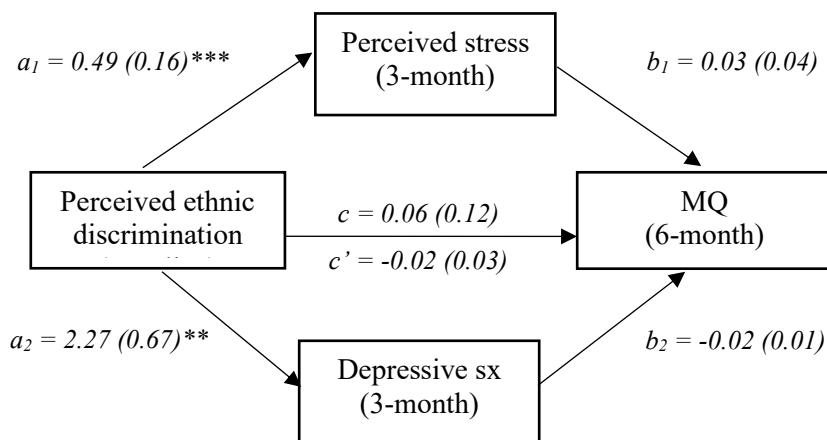 a1 = 0.49 (0.16)***
Perceived stress
(3-month)
b1 = 0.03 (0.04)
Perceived ethnic
discrimination
c = 0.06 (0.12)
c’ = -0.02 (0.03)
MQ
(6-month)
a2 = 2.27 (0.67)**
Depressive sx
(3-month)
b2 = -0.02 (0.01)